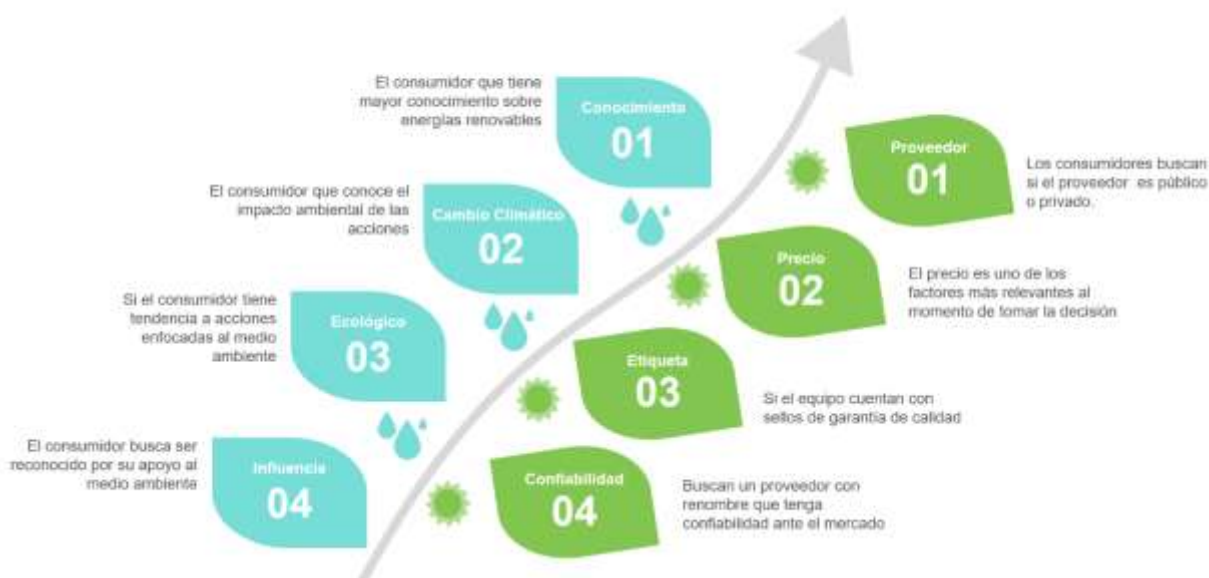 El consumidor que tiene
mayor conocimiento sobre
energías renovables
Conocimienta
01
El consumidor que conoce el
impacto ambiental de las
acciones
Cambio Climático
02
Si el consumidor tiene
tendencia a acciones
enfocadas al medio
ambiente
Ecológico
03
El consumidor busca ser
reconocido por su apoyo al
medio ambiente
Influencia
04
Proveedor
01
Los consumidores buscan
si el proveedor es público
o privado.
Precio
02
El precio es uno de los
factores más relevantes al
momento de tomar la decisión
Etiqueta
03
Si el equipo cuentan con
sellos de garantía de calidad
Confiabilidad
04
Buscan un proveedor con
renombre que tenga
confiabilidad ante el mercado